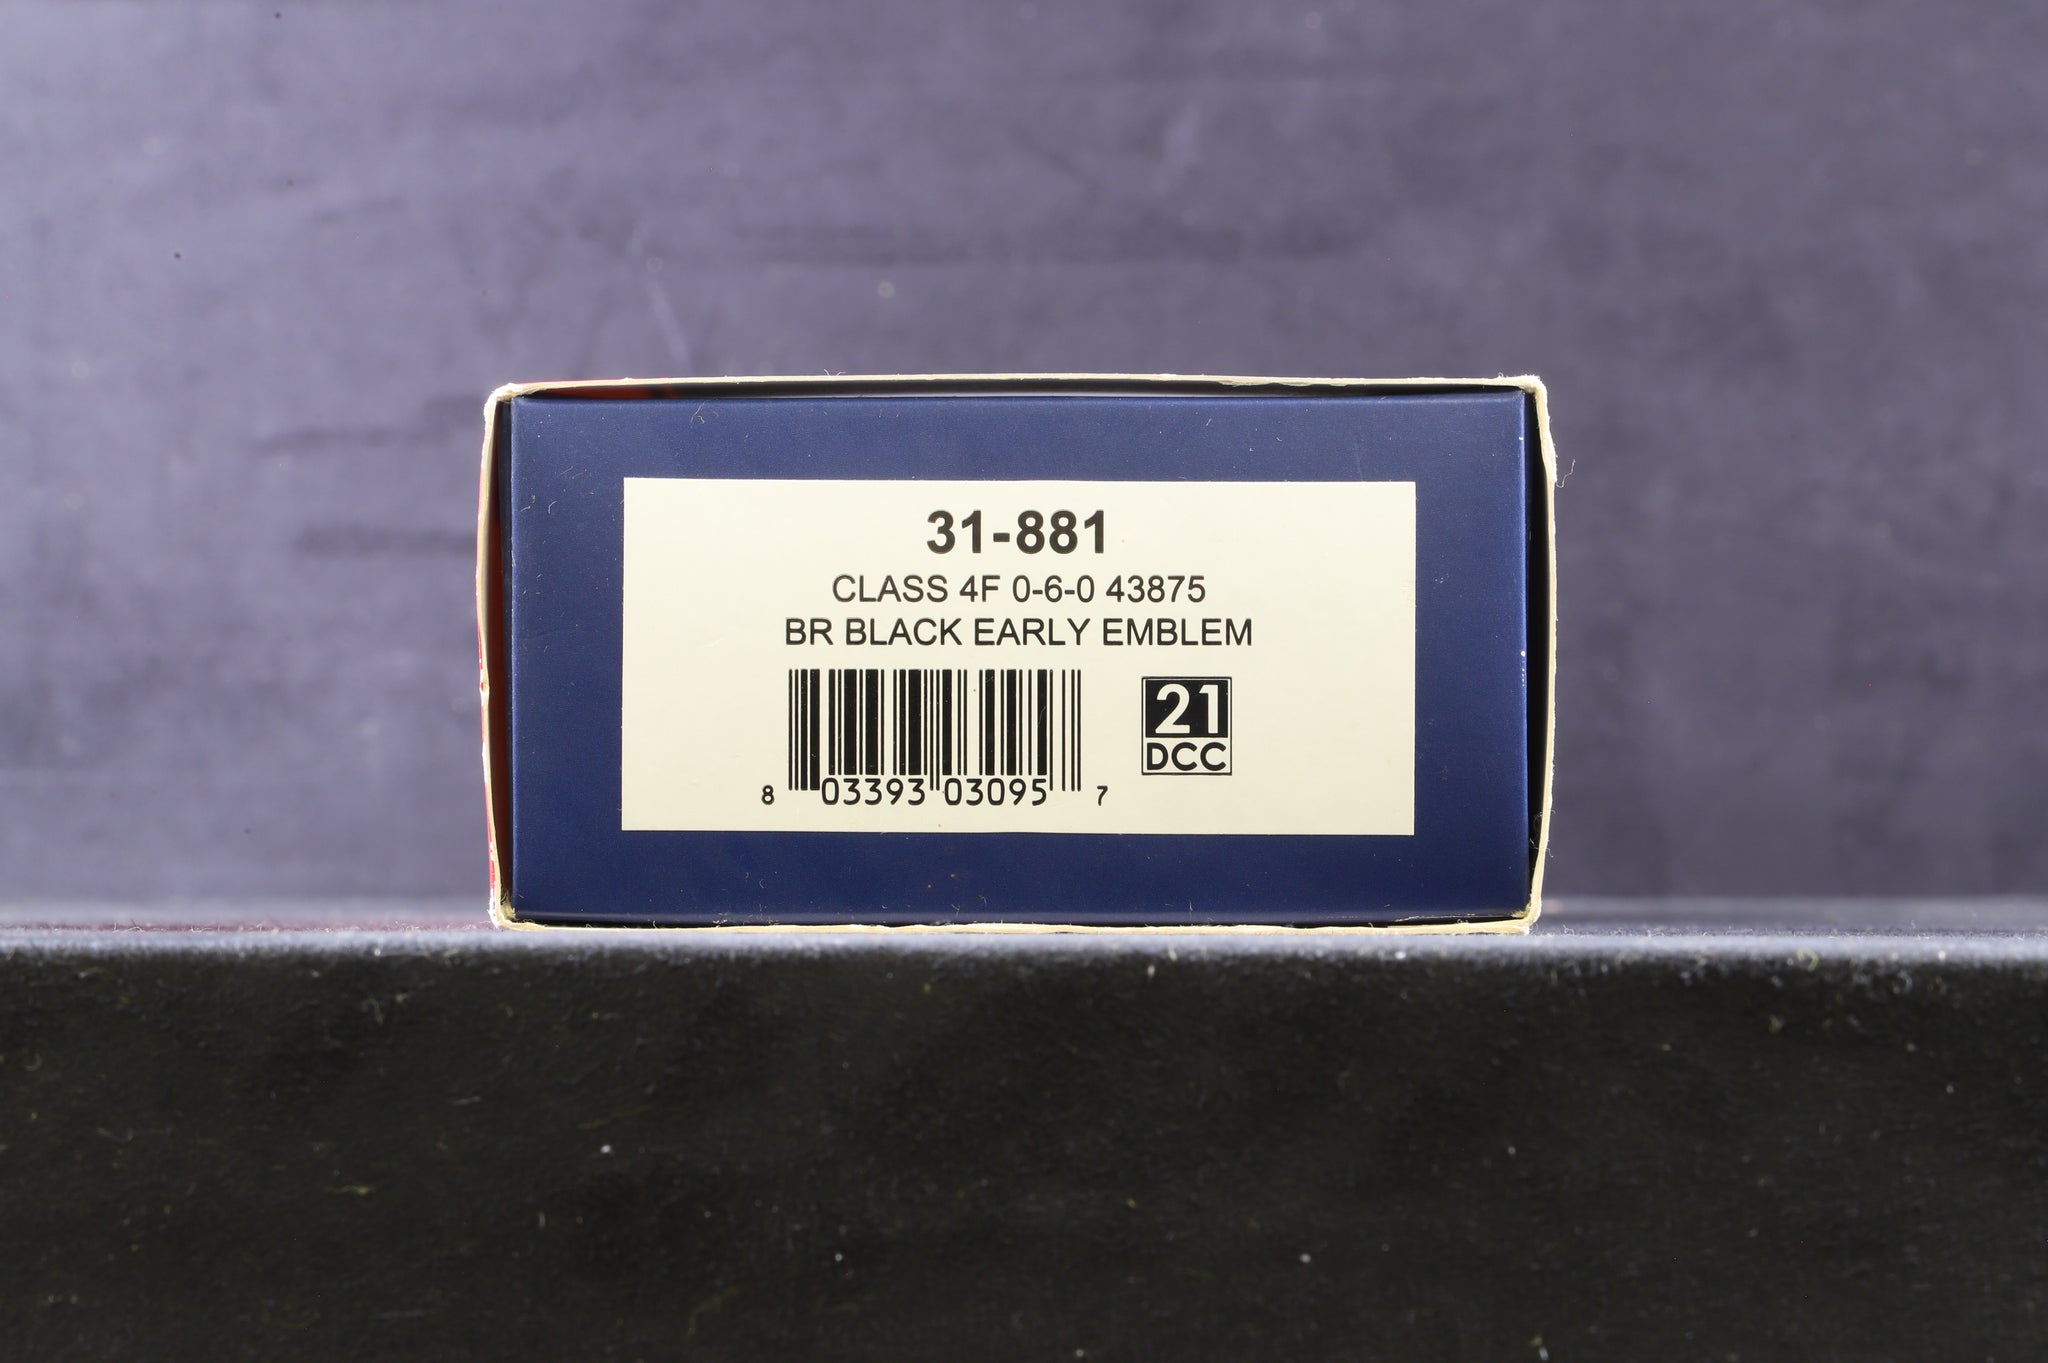 31-881
CLASS 4F 0-6-0 43875
BR BLACK EARLY EMBLEM
21
DCC
8 03393 03095 7